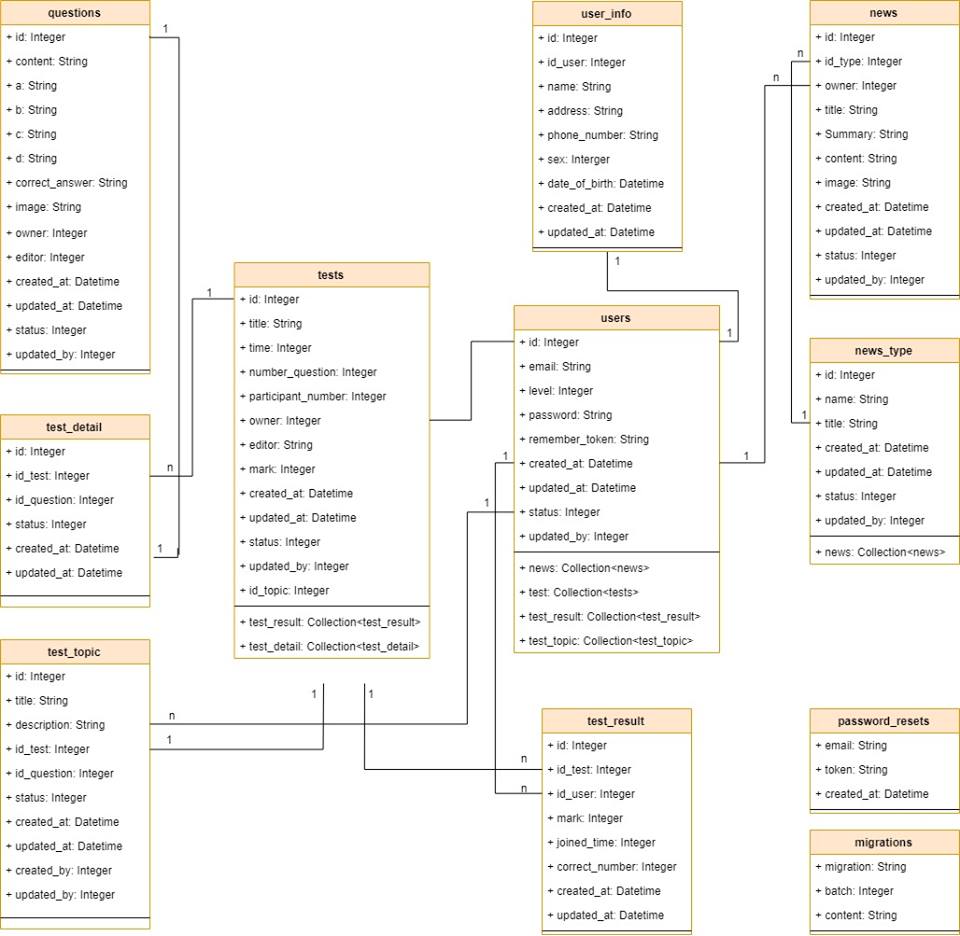 questions
+ id: Integer
+ content: String
+ a: String
+ b: String
+ c: String
+ d: String
+ correct_answer: String
+ image: String
+ owner: Integer
+ editor: Integer
+ created_at: Datetime
+ updated_at: Datetime
+ status: Integer
+ updated_by: Integer
1
test_detail
+ id: Integer
+ id_test: Integer
+ id_question: Integer
+ status: Integer
+ created_at: Datetime
+ updated_at: Datetime
n
1
test_topic
+ id: Integer
+ title: String
+ description: String
+ id_test: Integer
+ id_question: Integer
+ status: Integer
+ created_at: Datetime
+ updated_at: Datetime
+ created_by: Integer
+ updated_by: Integer
n
1
1
tests
+ id: Integer
+ title: String
+ time: Integer
+ number_question: Integer
+ participant_number: Integer
+ owner: Integer
+ editor: String
+ mark: Integer
+ created_at: Datetime
+ updated_at: Datetime
+ status: Integer
+ updated_by: Integer
+ id_topic: Integer
+ test_result: Collection<test_result>
+ test_detail: Collection<test_detail>
1
1
user_info
+ id: Integer
+ id_user: Integer
+ name: String
+ address: String
+ phone_number: String
+ sex: Interger
+ date_of_birth: Datetime
+ created_at: Datetime
+ updated_at: Datetime
1
1
users
+ id: Integer
+ email: String
+ level: Integer
+ password: String
+ remember_token: String
+ created_at: Datetime
+ updated_at: Datetime
+ status: Integer
+ updated_by: Integer
+ news: Collection<news>
+ test: Collection<tests>
+ test_result: Collection<test_result>
+ test_topic: Collection<test_topic>
1
1
1
test_result
+ id: Integer
+ id_test: Integer
+ id_user: Integer
+ mark: Integer
+ joined_time: Integer
+ correct_number: Integer
+ created_at: Datetime
+ updated_at: Datetime
n
n
news
+ id: Integer
+ id_type: Integer
+ owner: Integer
+ title: String
+ Summary: String
+ content: String
+ image: String
+ created_at: Datetime
+ updated_at: Datetime
+ status: Integer
+ updated_by: Integer
n
n
news_type
+ id: Integer
+ name: String
+ title: String
+ created_at: Datetime
+ updated_at: Datetime
+ status: Integer
+ updated_by: Integer
+ news: Collection<news>
1
password_resets
+ email: String
+ token: String
+ created_at: Datetime
migrations
+ migration: String
+ batch: Integer
+ content: String